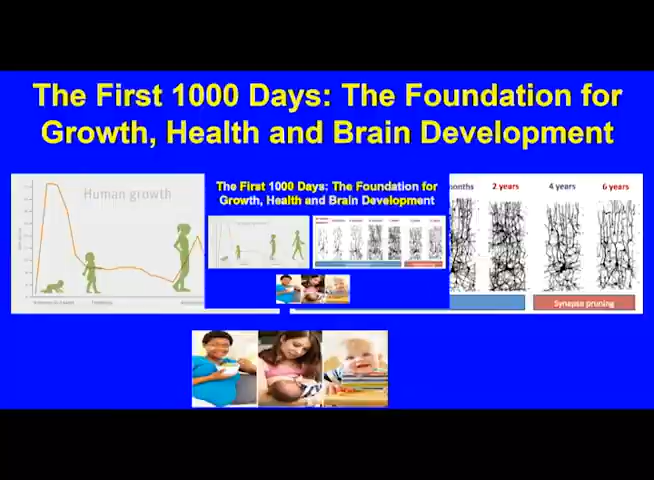 The First 1000 Days: The Foundation for
Growth, Health and Brain Development
Human growth
The First 1000 Days: The Foundation for
Growth, Health and Brain Development
2 years
4 years
6 years
Synapse pruning